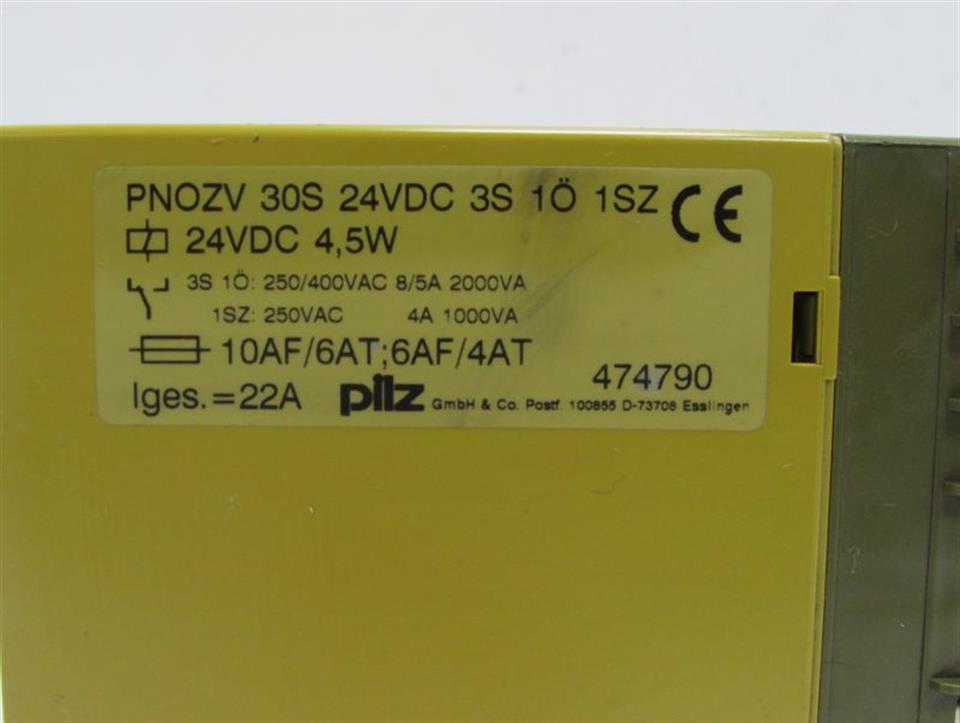 PNOZV 30S 24VDC 3S 1Ö 1SZ CE
24VDC 4,5W
3S 1Ö: 250/400VAC 8/5A 2000VA
1SZ: 250VAC 4A 1000VA
10AF/6AT;6AF/4AT
474790
Iges.=22A pilz GmbH & Co. Postf. 100855 D-73708 Esslingen